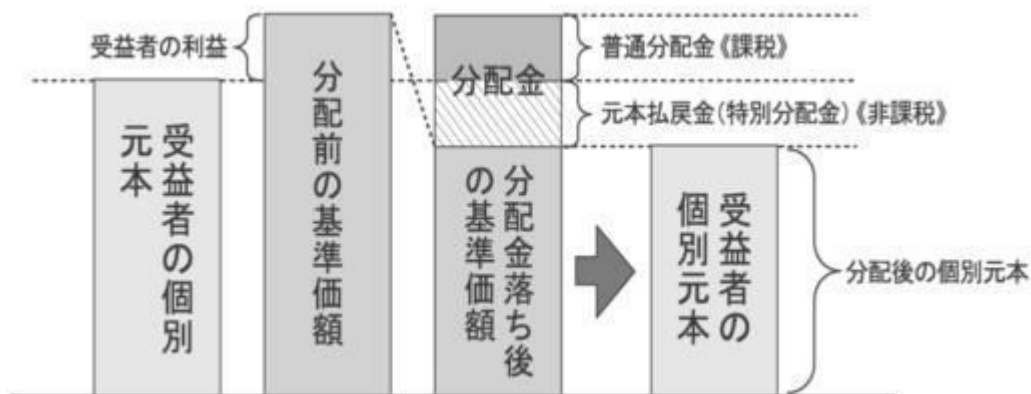 受益者の利益
受益者の個別
元本
分配前の基準価額
分配金
分配金落ち後
の基準価額
普通分配金《課税》
元本払戻金(特別分配金)《非課税》
受益者の
個別元本
分配後の個別元本